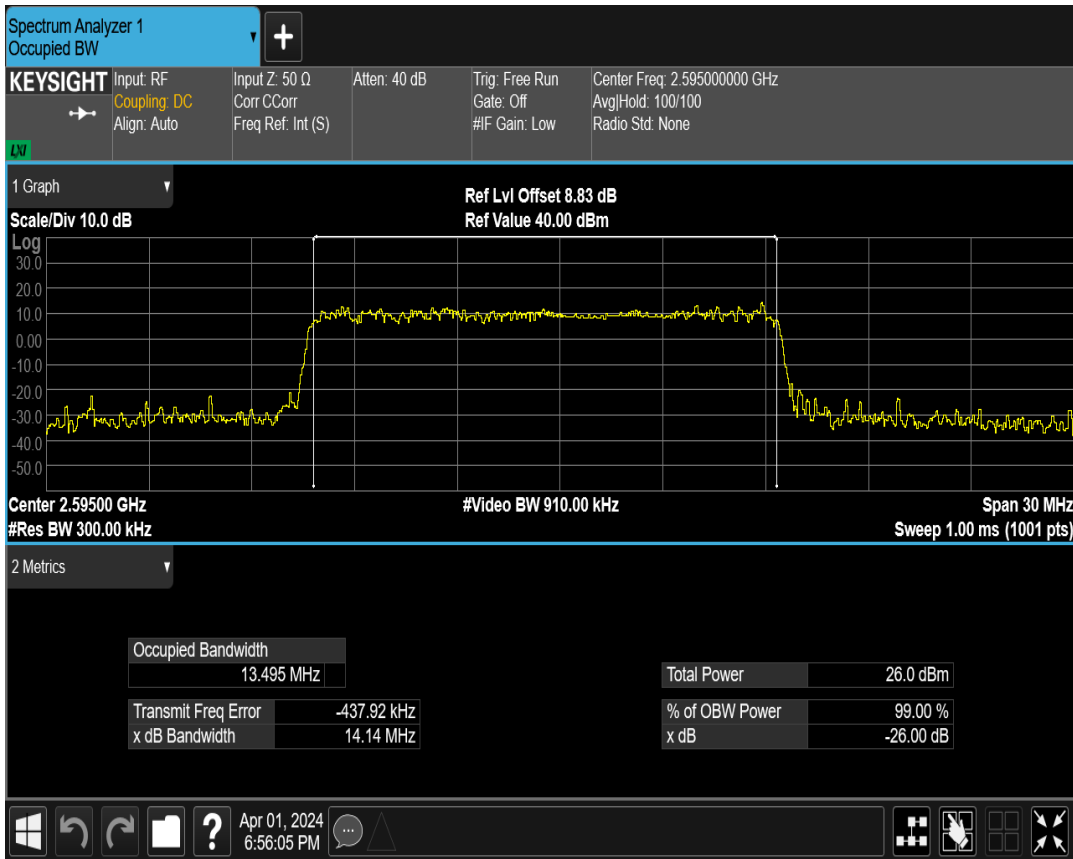 Spectrum Analyzer 1
Occupied BW
+
KEYSIGHT
LXI
Input: RF
Coupling: DC
Align: Auto
Input Z: 50 Ω
Corr CCorr
Freq Ref: Int (S)
Atten: 40 dB
Trig: Free Run
Gate: Off
#IF Gain: Low
Center Freq: 2.595000000 GHz
Avg|Hold: 100/100
Radio Std: None
1 Graph
Scale/Div 10.0 dB
Ref Lvl Offset 8.83 dB
Ref Value 40.00 dBm
Log
30.0
20.0
10.0
0.00
-10.0
-20.0
-30.0
-40.0
-50.0
Center 2.59500 GHz
#Video BW 910.00 kHz
Span 30 MHz
#Res BW 300.00 kHz
Sweep 1.00 ms (1001 pts)
2 Metrics
Occupied Bandwidth
13.495 MHz
Total Power 26.0 dBm
Transmit Freq Error -437.92 kHz
% of OBW Power 99.00 %
x dB Bandwidth 14.14 MHz
x dB -26.00 dB
?
Apr 01, 2024
6:56:05 PM